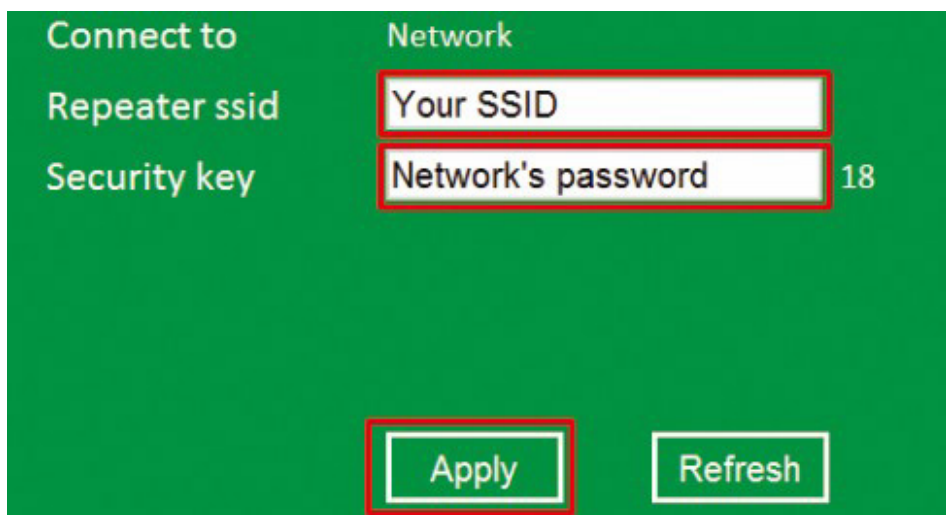 Connect to Network
Repeater ssid Your SSID
Security key Network's password 18
Apply Refresh